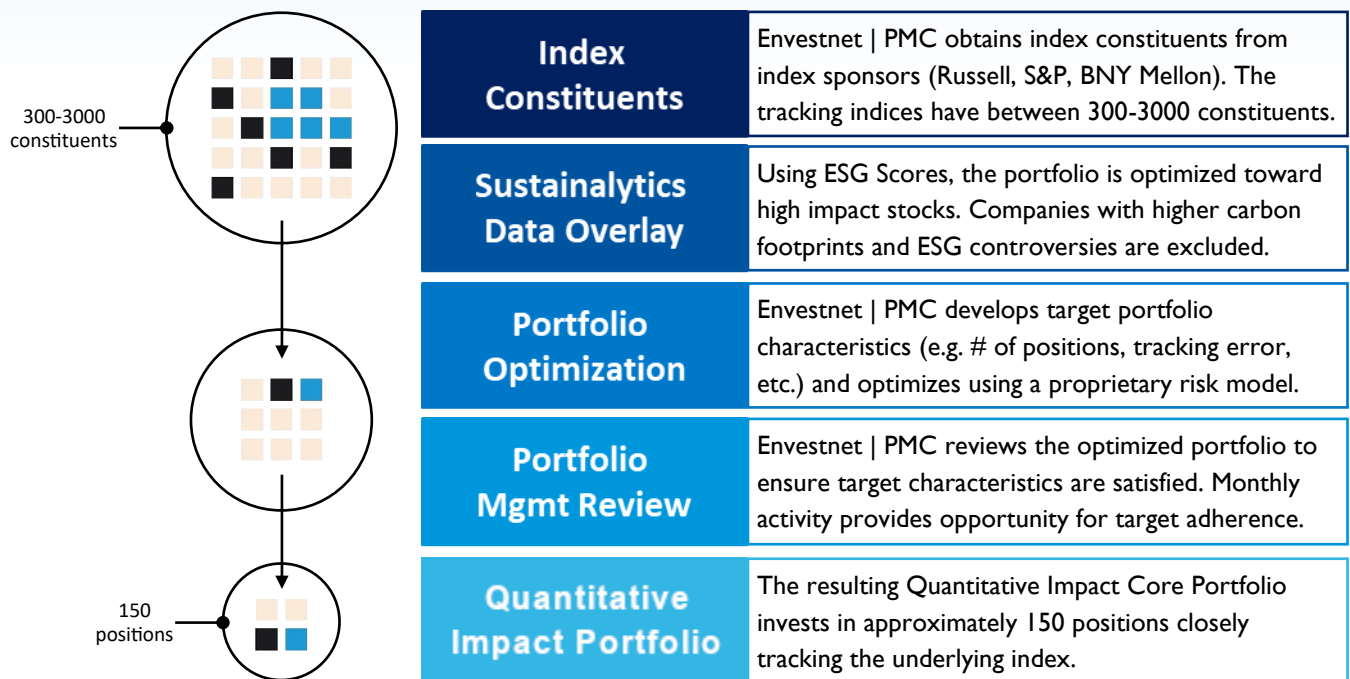 300-3000
constituents
150
positions
Index
Constituents
Envestnet | PMC obtains index constituents from
index sponsors (Russell, S&P, BNY Mellon). The
tracking indices have between 300-3000 constituents.
Sustainalytics
Data Overlay
Using ESG Scores, the portfolio is optimized toward
high impact stocks. Companies with higher carbon
footprints and ESG controversies are excluded.
Portfolio
Optimization
Envestnet | PMC develops target portfolio
characteristics (e.g. # of positions, tracking error,
etc.) and optimizes using a proprietary risk model.
Portfolio
Mgmt Review
Envestnet | PMC reviews the optimized portfolio to
ensure target characteristics are satisfied. Monthly
activity provides opportunity for target adherence.
Quantitative
Impact Portfolio
The resulting Quantitative Impact Core Portfolio
invests in approximately 150 positions closely
tracking the underlying index.